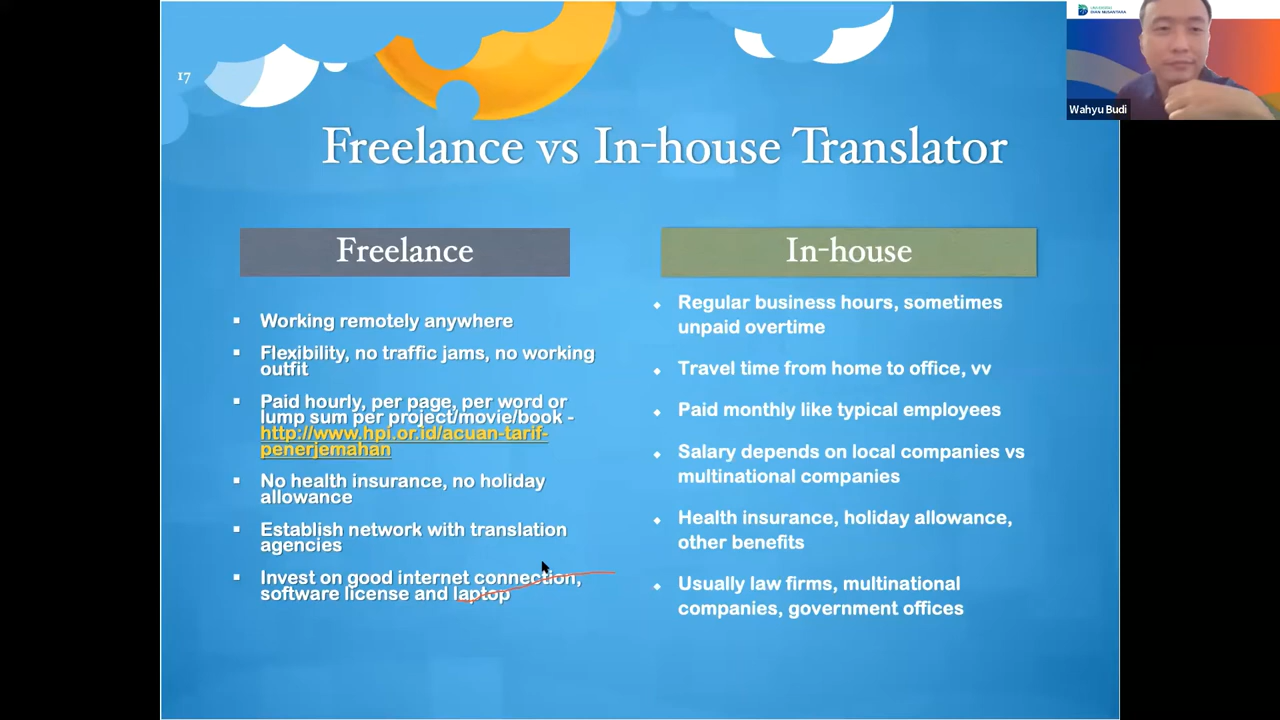 17
UNIVERSITAS
BINA NUSANTARA
Wahyu Budi
Freelance vs In-house Translator
Freelance
Working remotely anywhere
Flexibility, no traffic jams, no working
outfit
Paid hourly, per page, per word or
lump sum per project/movie/book -
http://www.hpi.or.id/acuan-tarif-
penerjemahan
No health insurance, no holiday
allowance
Establish network with translation
agencies
Invest on good internet connection,
software license and laptop
In-house
Regular business hours, sometimes
unpaid overtime
Travel time from home to office, vv
Paid monthly like typical employees
Salary depends on local companies vs
multinational companies
Health insurance, holiday allowance,
other benefits
Usually law firms, multinational
companies, government offices